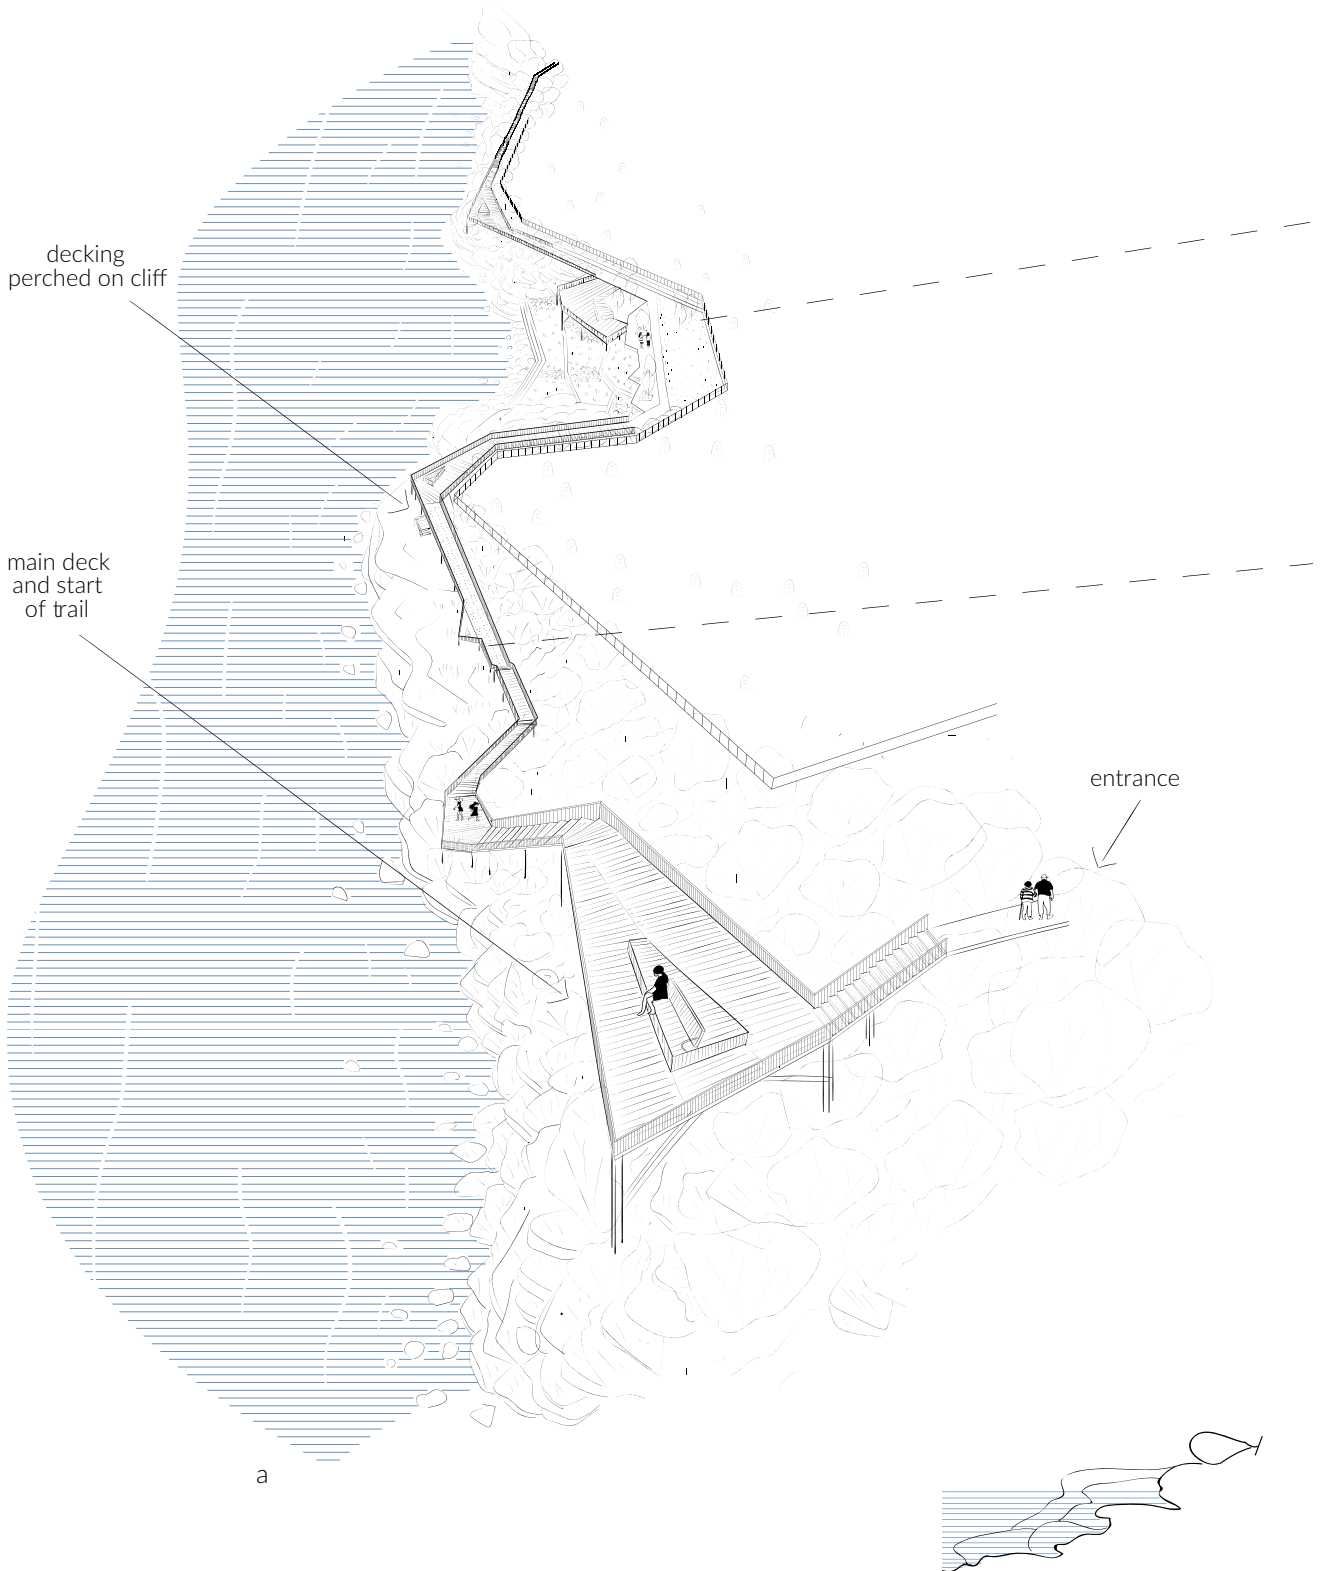 decking
perched on cliff
main deck
and start
of trail
entrance
a